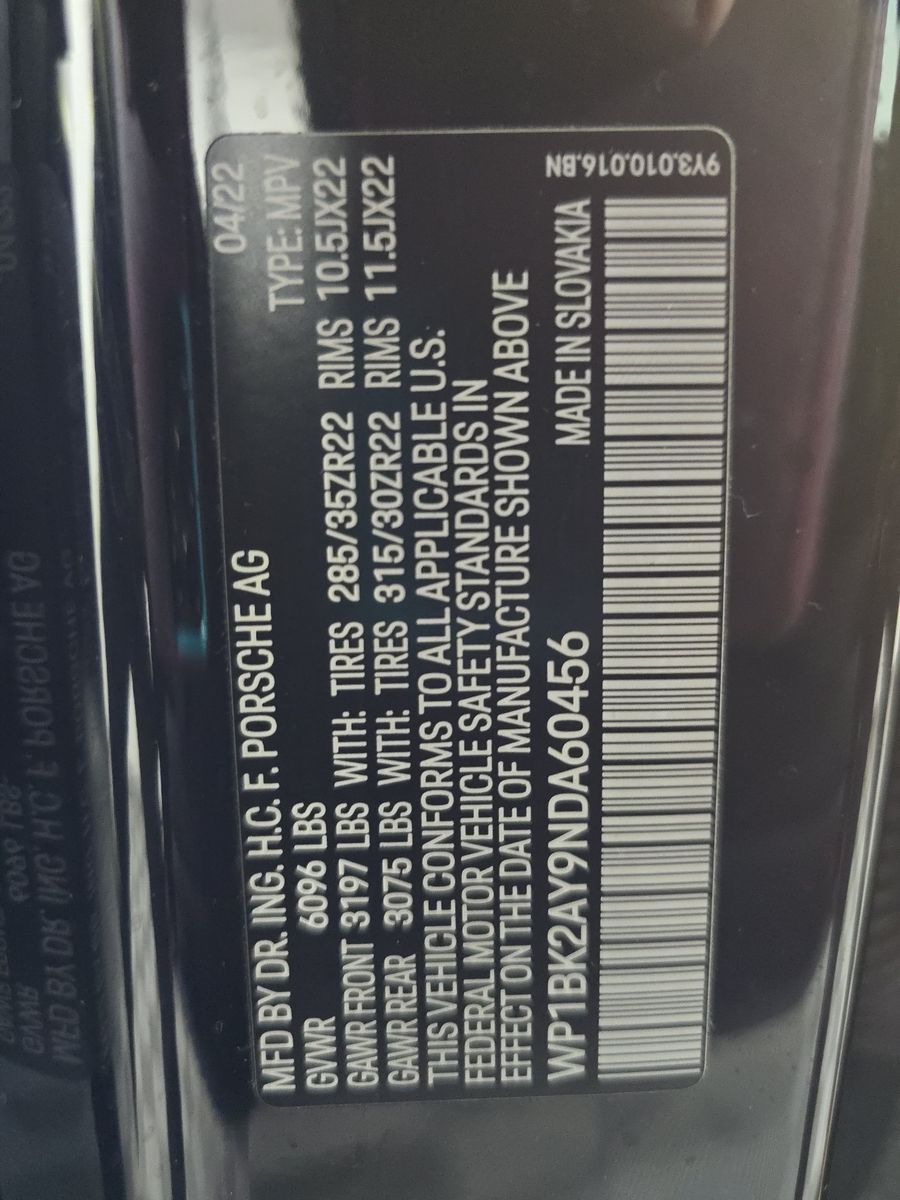 MFD BY DR. ING. H.C. F. PORSCHE AG 04/22
GVWR 6096 LBS TYPE: MPV
GAWR FRONT 3197 LBS WITH: TIRES 285/35ZR22 RIMS 10.5JX22
GAWR REAR 3075 LBS WITH: TIRES 315/30ZR22 RIMS 11.5JX22
THIS VEHICLE CONFORMS TO ALL APPLICABLE U.S.
FEDERAL MOTOR VEHICLE SAFETY STANDARDS IN
EFFECT ON THE DATE OF MANUFACTURE SHOWN ABOVE
WP1BK2AY9NDA60456 MADE IN SLOVAKIA
9Y3.010.016.BN